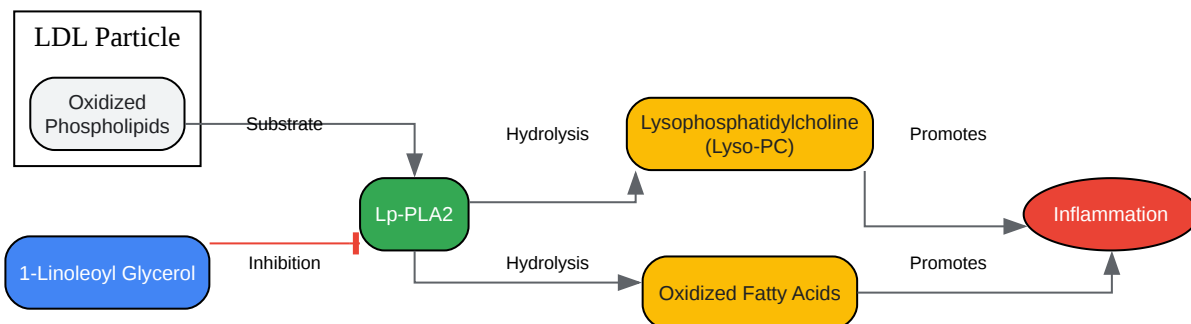 LDL Particle
Oxidized
Phospholipids
Substrate
Hydrolysis
Lysophosphatidylcholine
(Lyso-PC)
Promotes
Lp-PLA2
Inflammation
1-Linoleoyl Glycerol
Inhibition
Hydrolysis
Oxidized Fatty Acids
Promotes